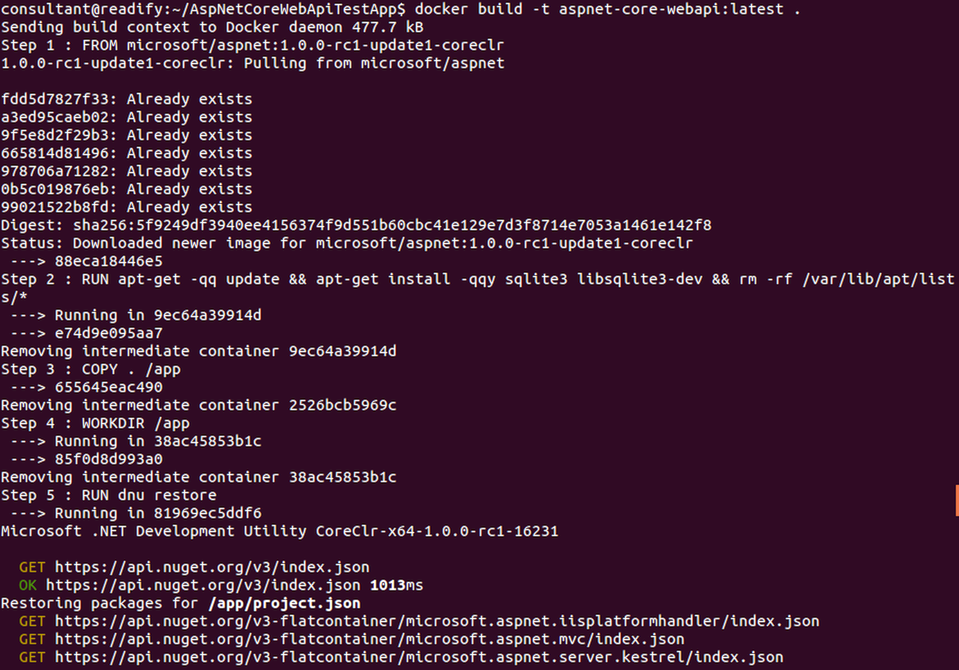 consultant@readify:~/AspNetCoreWebApiTestApp$ docker build -t aspnet-core-webapi:latest .
Sending build context to Docker daemon 477.7 kB
Step 1 : FROM microsoft/aspnet:1.0.0-rc1-update1-coreclr
1.0.0-rc1-update1-coreclr: Pulling from microsoft/aspnet
fdd5d7827f33: Already exists
a3ed95caeb02: Already exists
9f5e8d2f29b3: Already exists
665814d81496: Already exists
978706a71282: Already exists
0b5c019876eb: Already exists
99021522b8fd: Already exists
Digest: sha256:5f9249df3940ee4156374f9d551b60cbc41e129e7d3f8714e7053a1461e142f8
Status: Downloaded newer image for microsoft/aspnet:1.0.0-rc1-update1-coreclr
 ---> 88eca18446e5
Step 2 : RUN apt-get -qq update && apt-get install -qqy sqlite3 libsqlite3-dev && rm -rf /var/lib/apt/list
s/*
 ---> Running in 9ec64a39914d
 ---> e74d9e095aa7
Removing intermediate container 9ec64a39914d
Step 3 : COPY . /app
 ---> 655645eac490
Removing intermediate container 2526bcb5969c
Step 4 : WORKDIR /app
 ---> Running in 38ac45853b1c
 ---> 85f0d8d993a0
Removing intermediate container 38ac45853b1c
Step 5 : RUN dnu restore
 ---> Running in 81969ec5ddf6
Microsoft .NET Development Utility CoreClr-x64-1.0.0-rc1-16231
  GET https://api.nuget.org/v3/index.json
  OK https://api.nuget.org/v3/index.json 1013ms
Restoring packages for /app/project.json
  GET https://api.nuget.org/v3-flatcontainer/microsoft.aspnet.iisplatformhandler/index.json
  GET https://api.nuget.org/v3-flatcontainer/microsoft.aspnet.mvc/index.json
  GET https://api.nuget.org/v3-flatcontainer/microsoft.aspnet.server.kestrel/index.json